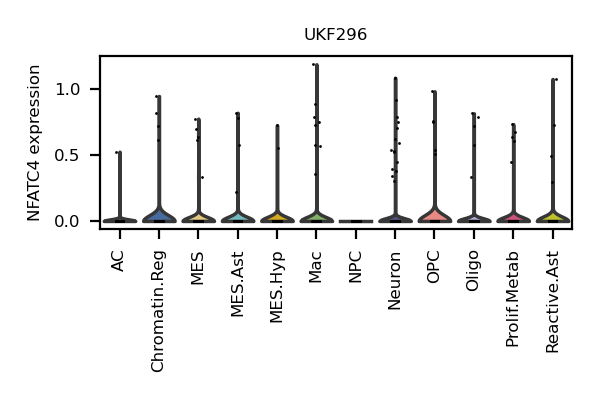 UKF296
NFATC4 expression
1.0
0.5
0.0
AC
Chromatin.Reg
MES
MES.Ast
MES.Hyp
Mac
NPC
Neuron
OPC
Oligo
Prolif.Metab
Reactive.Ast